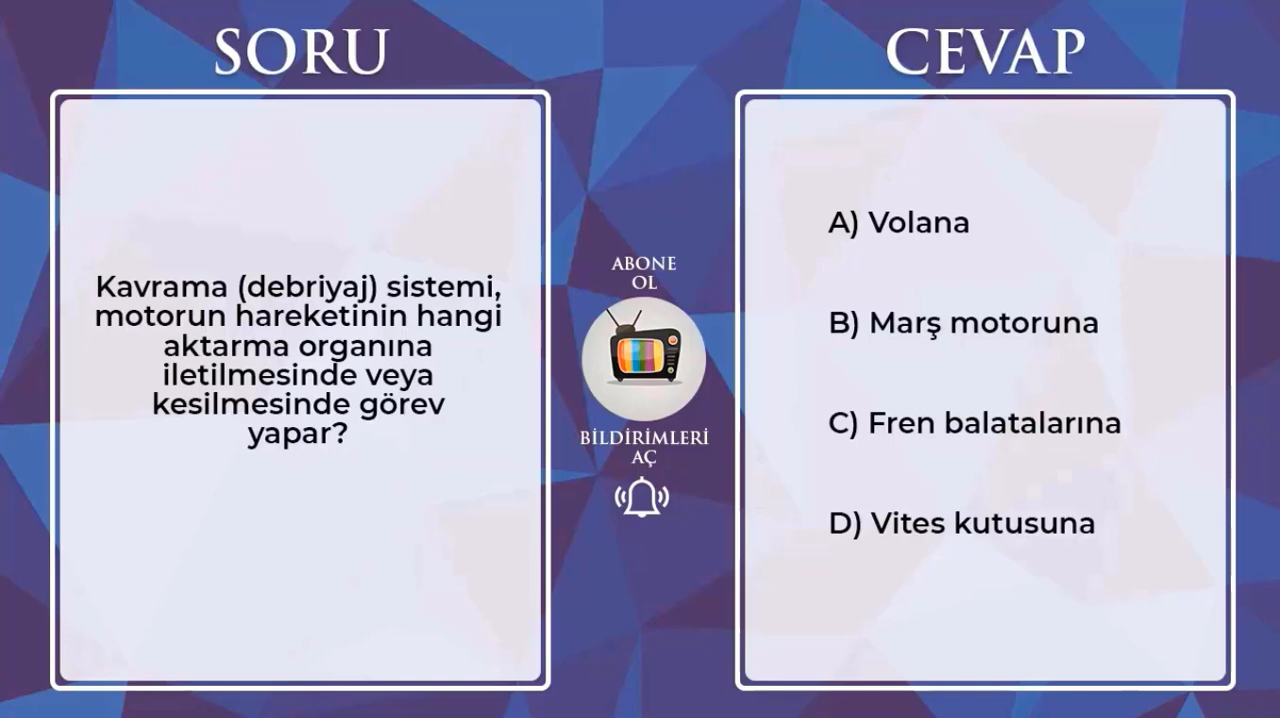 SORU
Kavrama (debriyaj) sistemi,
motorun hareketinin hangi
aktarma organına
iletilmesinde veya
kesilmesinde görev
yapar?
ABONE
OL
BİLDİRİMLERİ
AÇ
CEVAP
A) Volana
B) Marş motoruna
C) Fren balatalarına
D) Vites kutusuna